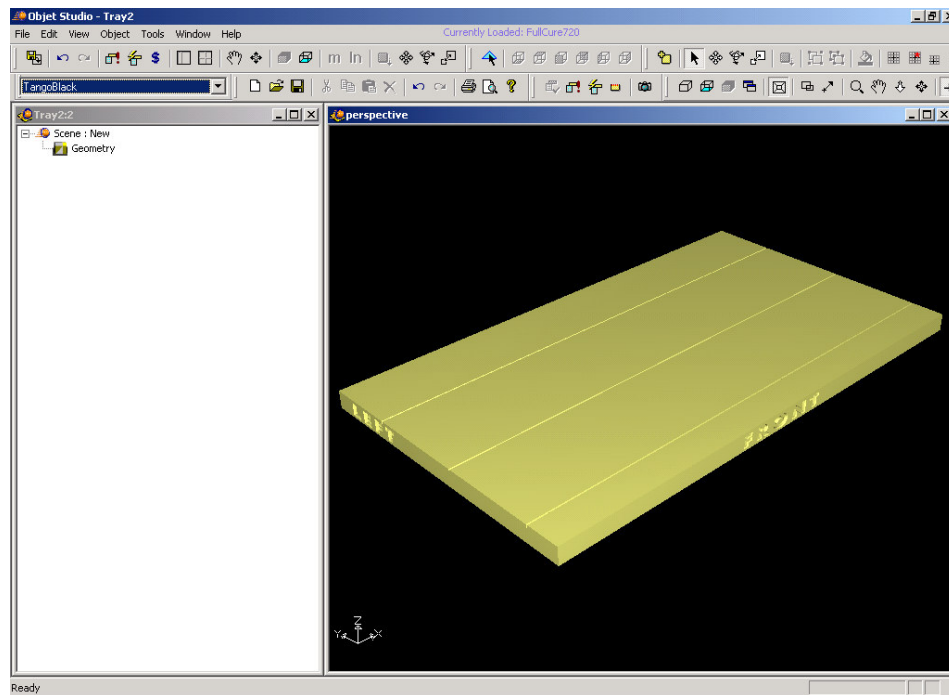 Objet Studio - Tray2
File Edit View Object Tools Window Help
Currently Loaded: FullCure720
m ln
TangoBlack
Tray2:2
perspective
Scene : New
Geometry
LEFT
FRONT
Z
Y X
Ready